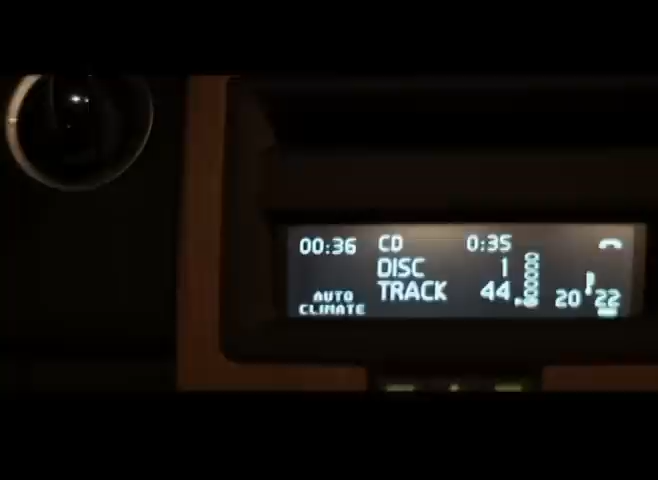 00:36 CD 0:35
DISC 1
TRACK 44
AUTO
CLIMATE
20 22